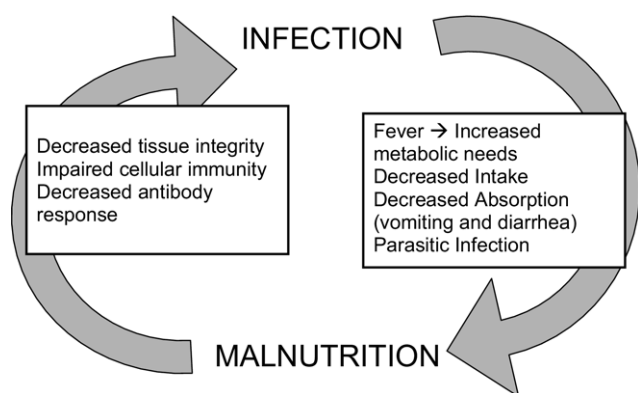 INFECTION
Decreased tissue integrity
Impaired cellular immunity
Decreased antibody
response
Fever → Increased
metabolic needs
Decreased Intake
Decreased Absorption
(vomiting and diarrhea)
Parasitic Infection
MALNUTRITION